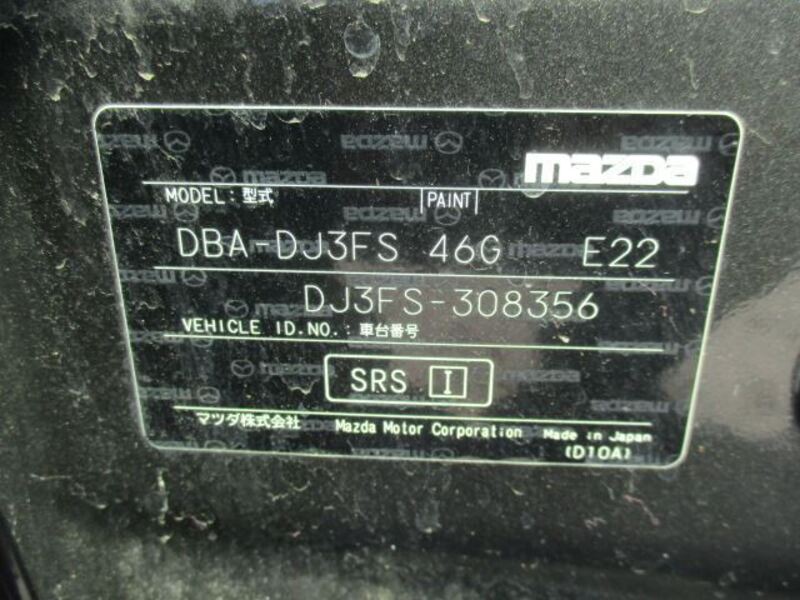 mazda
MODEL: 型式 PAINT
DBA-DJ3FS 46G E22
DJ3FS-308356
VEHICLE ID.NO.: 車台番号
SRS I
マツダ株式会社 Mazda Motor Corporation Made in Japan
(D10A)